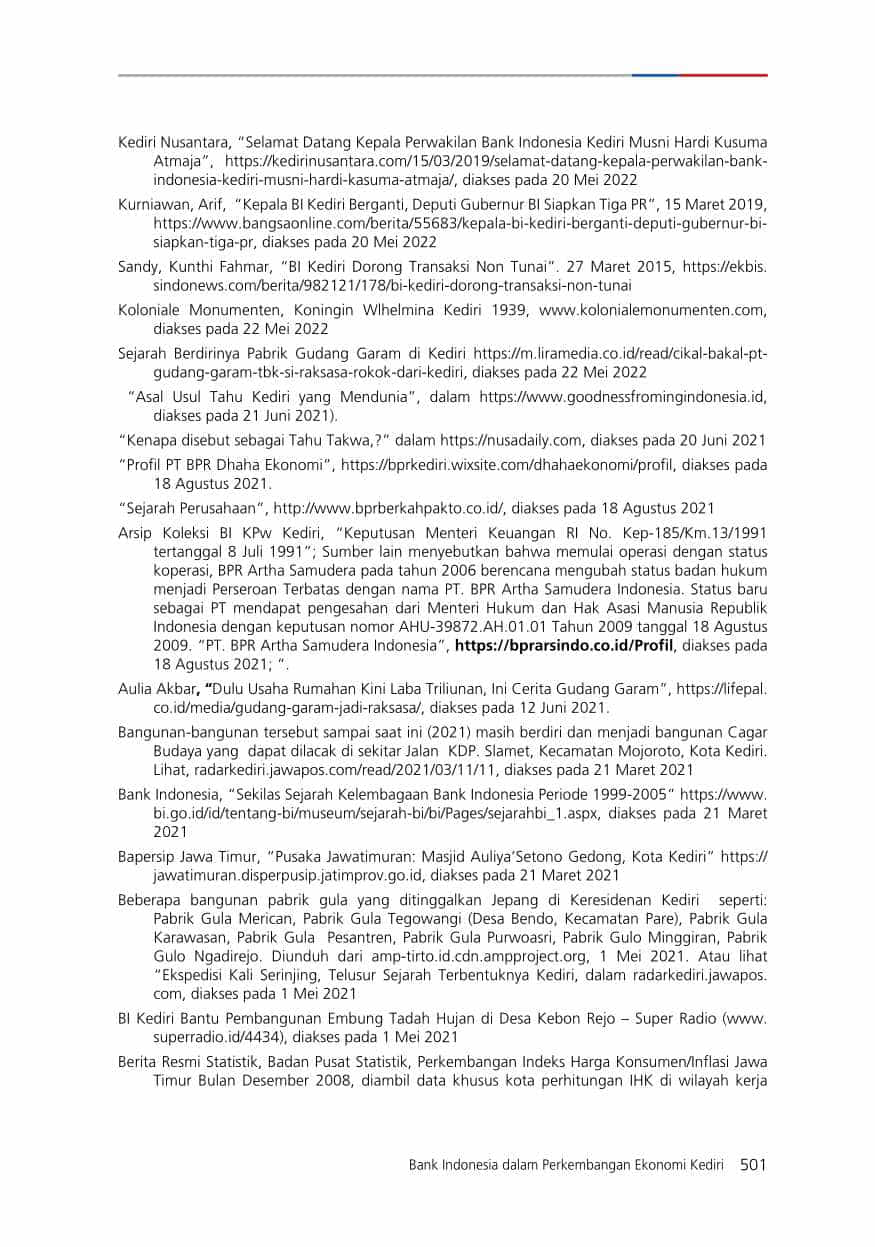 Kediri Nusantara, “Selamat Datang Kepala Perwakilan Bank Indonesia Kediri Musni Hardi Kusuma
Atmaja”, https://kedirinusantara.com/15/03/2019/selamat-datang-kepala-perwakilan-bank-
indonesia-kediri-musni-hardi-kasuma-atmaja/, diakses pada 20 Mei 2022
Kurniawan, Arif, “Kepala BI Kediri Berganti, Deputi Gubernur BI Siapkan Tiga PR”, 15 Maret 2019,
https://www.bangsaonline.com/berita/55683/kepala-bi-kediri-berganti-deputi-gubernur-bi-
siapkan-tiga-pr, diakses pada 20 Mei 2022
Sandy, Kunthi Fahmar, “BI Kediri Dorong Transaksi Non Tunai”. 27 Maret 2015, https://ekbis.
sindonews.com/berita/982121/178/bi-kediri-dorong-transaksi-non-tunai
Koloniale Monumenten, Koningin Wlhelmina Kediri 1939, www.kolonialemonumenten.com,
diakses pada 22 Mei 2022
Sejarah Berdirinya Pabrik Gudang Garam di Kediri https://m.liramedia.co.id/read/cikal-bakal-pt-
gudang-garam-tbk-si-raksasa-rokok-dari-kediri, diakses pada 22 Mei 2022
“Asal Usul Tahu Kediri yang Mendunia”, dalam https://www.goodnessfromingindonesia.id,
diakses pada 21 Juni 2021).
“Kenapa disebut sebagai Tahu Takwa,?” dalam https://nusadaily.com, diakses pada 20 Juni 2021
“Profil PT BPR Dhaha Ekonomi”, https://bprkediri.wixsite.com/dhahaekonomi/profil, diakses pada
18 Agustus 2021.
“Sejarah Perusahaan”, http://www.bprberkahpakto.co.id/, diakses pada 18 Agustus 2021
Arsip Koleksi BI KPw Kediri, “Keputusan Menteri Keuangan RI No. Kep-185/Km.13/1991
tertanggal 8 Juli 1991”; Sumber lain menyebutkan bahwa memulai operasi dengan status
koperasi, BPR Artha Samudera pada tahun 2006 berencana mengubah status badan hukum
menjadi Perseroan Terbatas dengan nama PT. BPR Artha Samudera Indonesia. Status baru
sebagai PT mendapat pengesahan dari Menteri Hukum dan Hak Asasi Manusia Republik
Indonesia dengan keputusan nomor AHU-39872.AH.01.01 Tahun 2009 tanggal 18 Agustus
2009. “PT. BPR Artha Samudera Indonesia”, https://bprarsindo.co.id/Profil, diakses pada
18 Agustus 2021; “.
Aulia Akbar, “Dulu Usaha Rumahan Kini Laba Triliunan, Ini Cerita Gudang Garam”, https://lifepal.
co.id/media/gudang-garam-jadi-raksasa/, diakses pada 12 Juni 2021.
Bangunan-bangunan tersebut sampai saat ini (2021) masih berdiri dan menjadi bangunan Cagar
Budaya yang dapat dilacak di sekitar Jalan KDP. Slamet, Kecamatan Mojoroto, Kota Kediri.
Lihat, radarkediri.jawapos.com/read/2021/03/11/11, diakses pada 21 Maret 2021
Bank Indonesia, “Sekilas Sejarah Kelembagaan Bank Indonesia Periode 1999-2005” https://www.
bi.go.id/id/tentang-bi/museum/sejarah-bi/bi/Pages/sejarahbi_1.aspx, diakses pada 21 Maret
2021
Bapersip Jawa Timur, “Pusaka Jawatimuran: Masjid Auliya’Setono Gedong, Kota Kediri” https://
jawatimuran.disperpusip.jatimprov.go.id, diakses pada 21 Maret 2021
Beberapa bangunan pabrik gula yang ditinggalkan Jepang di Keresidenan Kediri seperti:
Pabrik Gula Merican, Pabrik Gula Tegowangi (Desa Bendo, Kecamatan Pare), Pabrik Gula
Karawasan, Pabrik Gula Pesantren, Pabrik Gula Purwoasri, Pabrik Gulo Minggiran, Pabrik
Gulo Ngadirejo. Diunduh dari amp-tirto.id.cdn.ampproject.org, 1 Mei 2021. Atau lihat
“Ekspedisi Kali Serinjing, Telusur Sejarah Terbentuknya Kediri, dalam radarkediri.jawapos.
com, diakses pada 1 Mei 2021
BI Kediri Bantu Pembangunan Embung Tadah Hujan di Desa Kebon Rejo – Super Radio (www.
superradio.id/4434), diakses pada 1 Mei 2021
Berita Resmi Statistik, Badan Pusat Statistik, Perkembangan Indeks Harga Konsumen/Inflasi Jawa
Timur Bulan Desember 2008, diambil data khusus kota perhitungan IHK di wilayah kerja
Bank Indonesia dalam Perkembangan Ekonomi Kediri 501